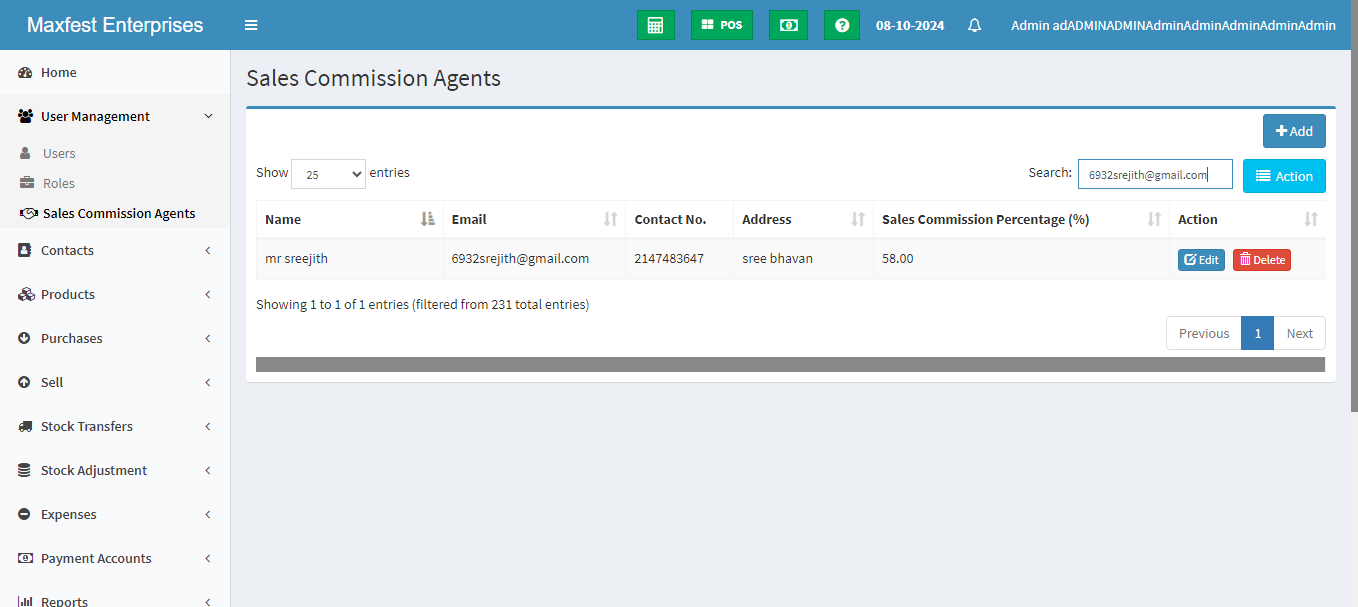 Maxfest Enterprises
POS
08-10-2024
Admin adADMINADMINAdminAdminAdminAdminAdmin
Home
User Management
Users
Roles
Sales Commission Agents
Contacts
Products
Purchases
Sell
Stock Transfers
Stock Adjustment
Expenses
Payment Accounts
Reports
Sales Commission Agents
Add
Show 25 entries
Search: 6932srejith@gmail.com
Action
Name Email Contact No. Address Sales Commission Percentage (%) Action
mr sreejith 6932srejith@gmail.com 2147483647 sree bhavan 58.00 Edit Delete
Showing 1 to 1 of 1 entries (filtered from 231 total entries)
Previous 1 Next